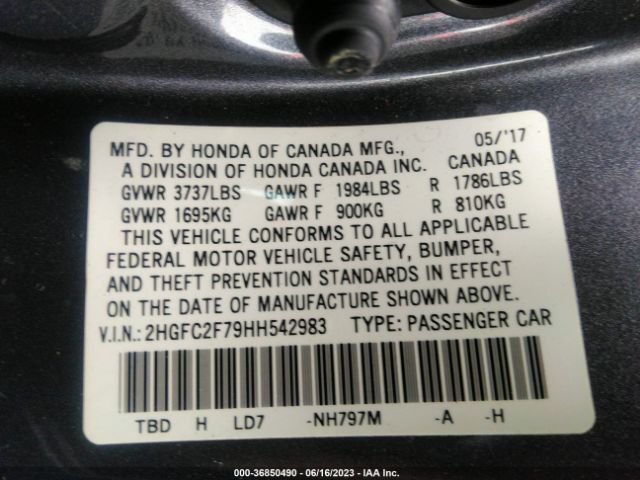 MFD. BY HONDA OF CANADA MFG., 05/'17
A DIVISION OF HONDA CANADA INC. CANADA
GVWR 3737LBS GAWR F 1984LBS R 1786LBS
GVWR 1695KG GAWR F 900KG R 810KG
THIS VEHICLE CONFORMS TO ALL APPLICABLE
FEDERAL MOTOR VEHICLE SAFETY, BUMPER,
AND THEFT PREVENTION STANDARDS IN EFFECT
ON THE DATE OF MANUFACTURE SHOWN ABOVE.
V.I.N.: 2HGFC2F79HH542983 TYPE: PASSENGER CAR
TBD H LD7 -NH797M -A -H
000-36850490 - 06/16/2023 - IAA Inc.